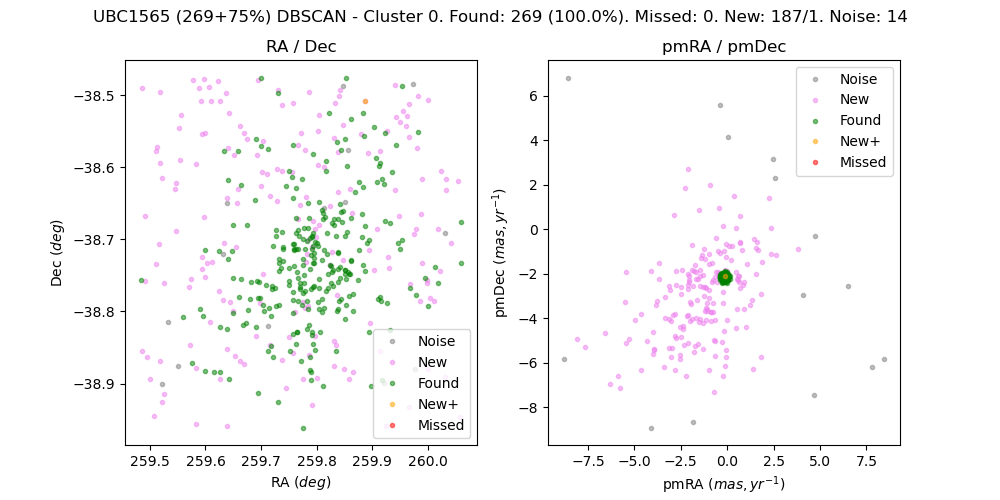 UBC1565 (269+75%) DBSCAN - Cluster 0. Found: 269 (100.0%). Missed: 0. New: 187/1. Noise: 14
RA / Dec
−38.5
−38.6
−38.7
−38.8
−38.9
Dec (deg)
Noise
New
Found
New+
Missed
259.5 259.6 259.7 259.8 259.9 260.0
RA (deg)
pmRA / pmDec
6
4
2
0
−2
−4
−6
−8
pmDec (mas, yr⁻¹)
Noise
New
Found
New+
Missed
−7.5 −5.0 −2.5 0.0 2.5 5.0 7.5
pmRA (mas, yr⁻¹)